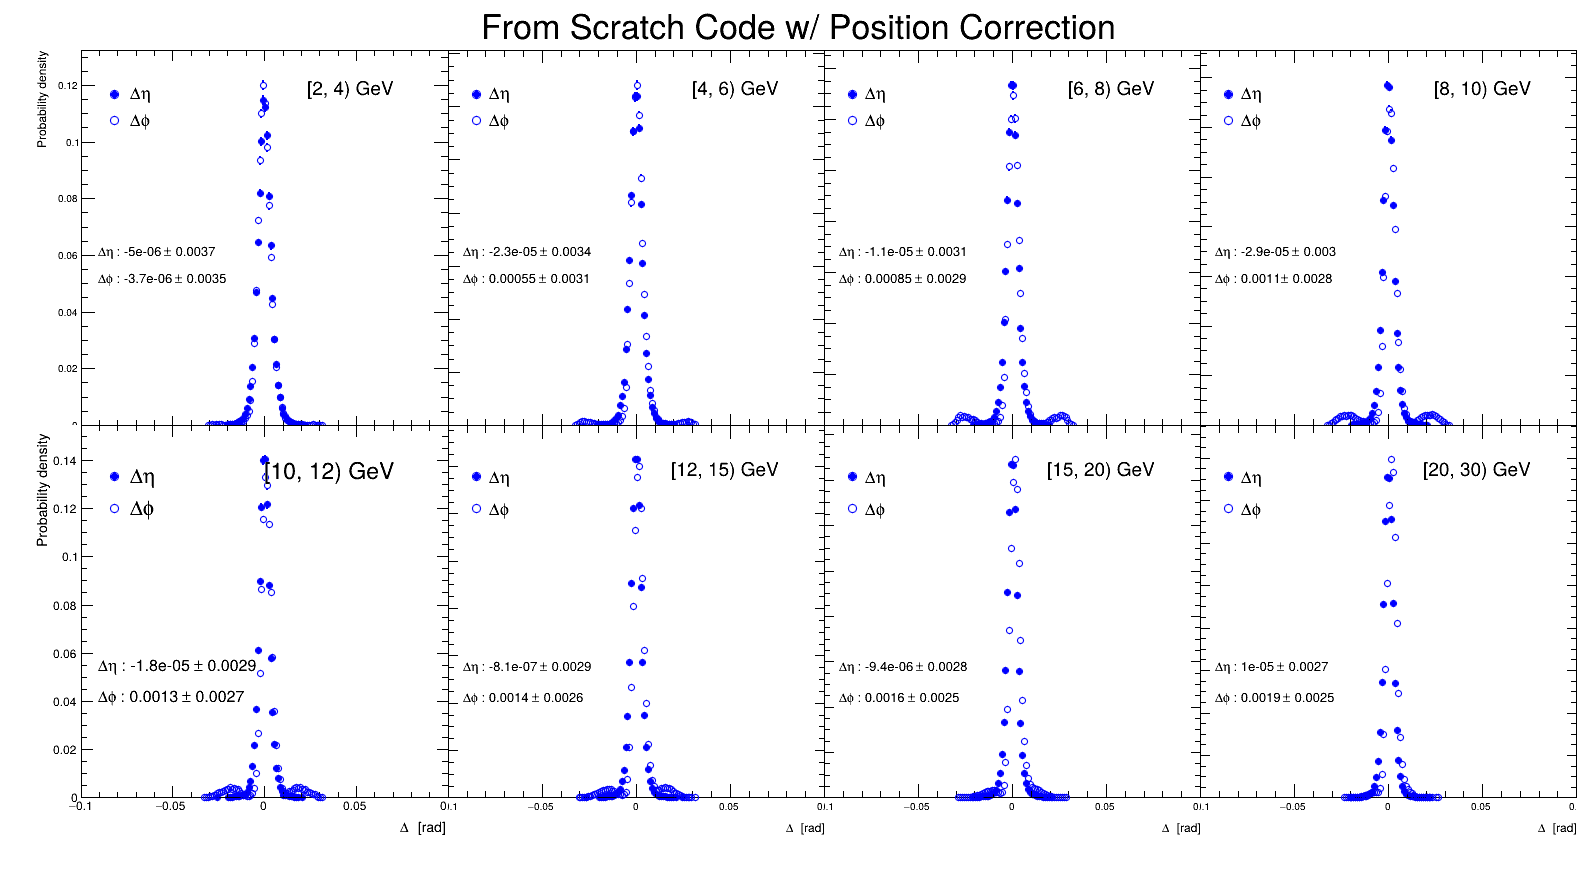 From Scratch Code w/ Position Correction
Probability density
[2, 4) GeV
Δη
Δϕ
Δη : -5e-06 ± 0.0037
Δϕ : -3.7e-06 ± 0.0035
0.12
0.1
0.08
0.06
0.04
0.02
[4, 6) GeV
Δη
Δϕ
Δη : -2.3e-05 ± 0.0034
Δϕ : 0.00055 ± 0.0031
[6, 8) GeV
Δη
Δϕ
Δη : -1.1e-05 ± 0.0031
Δϕ : 0.00085 ± 0.0029
[8, 10) GeV
Δη
Δϕ
Δη : -2.9e-05 ± 0.003
Δϕ : 0.0011 ± 0.0028
Probability density
[10, 12) GeV
Δη
Δϕ
Δη : -1.8e-05 ± 0.0029
Δϕ : 0.0013 ± 0.0027
0.14
0.12
0.1
0.08
0.06
0.04
0.02
0
−0.1 −0.05 0 0.05
Δ [rad]
[12, 15) GeV
Δη
Δϕ
Δη : -8.1e-07 ± 0.0029
Δϕ : 0.0014 ± 0.0026
−0.05 0 0.05 0.1
Δ [rad]
[15, 20) GeV
Δη
Δϕ
Δη : -9.4e-06 ± 0.0028
Δϕ : 0.0016 ± 0.0025
−0.05 0 0.05 0.1
Δ [rad]
[20, 30) GeV
Δη
Δϕ
Δη : 1e-05 ± 0.0027
Δϕ : 0.0019 ± 0.0025
−0.05 0 0.05
Δ [rad]